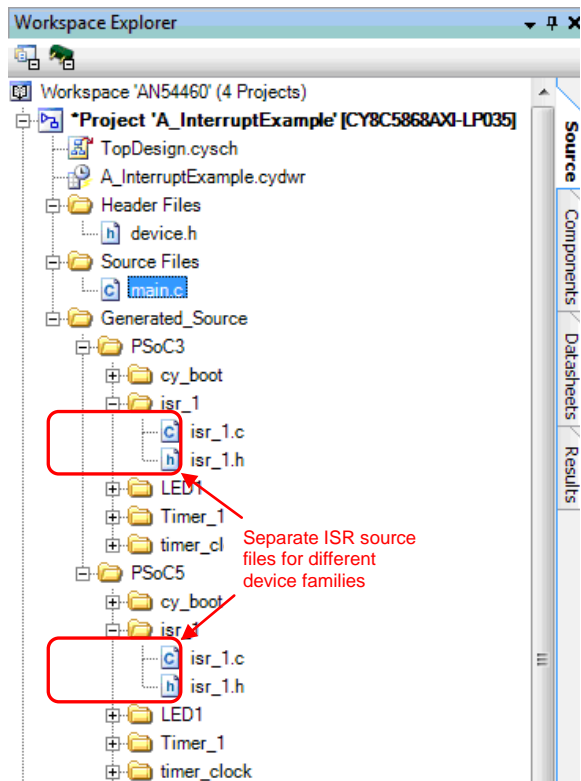 Workspace Explorer
Workspace 'AN54460' (4 Projects)
*Project 'A_InterruptExample' [CY8C5868AXI-LP035]
TopDesign.cysch
A_InterruptExample.cydwr
Header Files
device.h
Source Files
main.c
Generated_Source
PSoC3
cy_boot
isr_1
isr_1.c
isr_1.h
LED1
Timer_1
timer_cl
Separate ISR source
files for different
device families
PSoC5
cy_boot
isr_1
isr_1.c
isr_1.h
LED1
Timer_1
timer_clock
Source
Components
Datasheets
Results